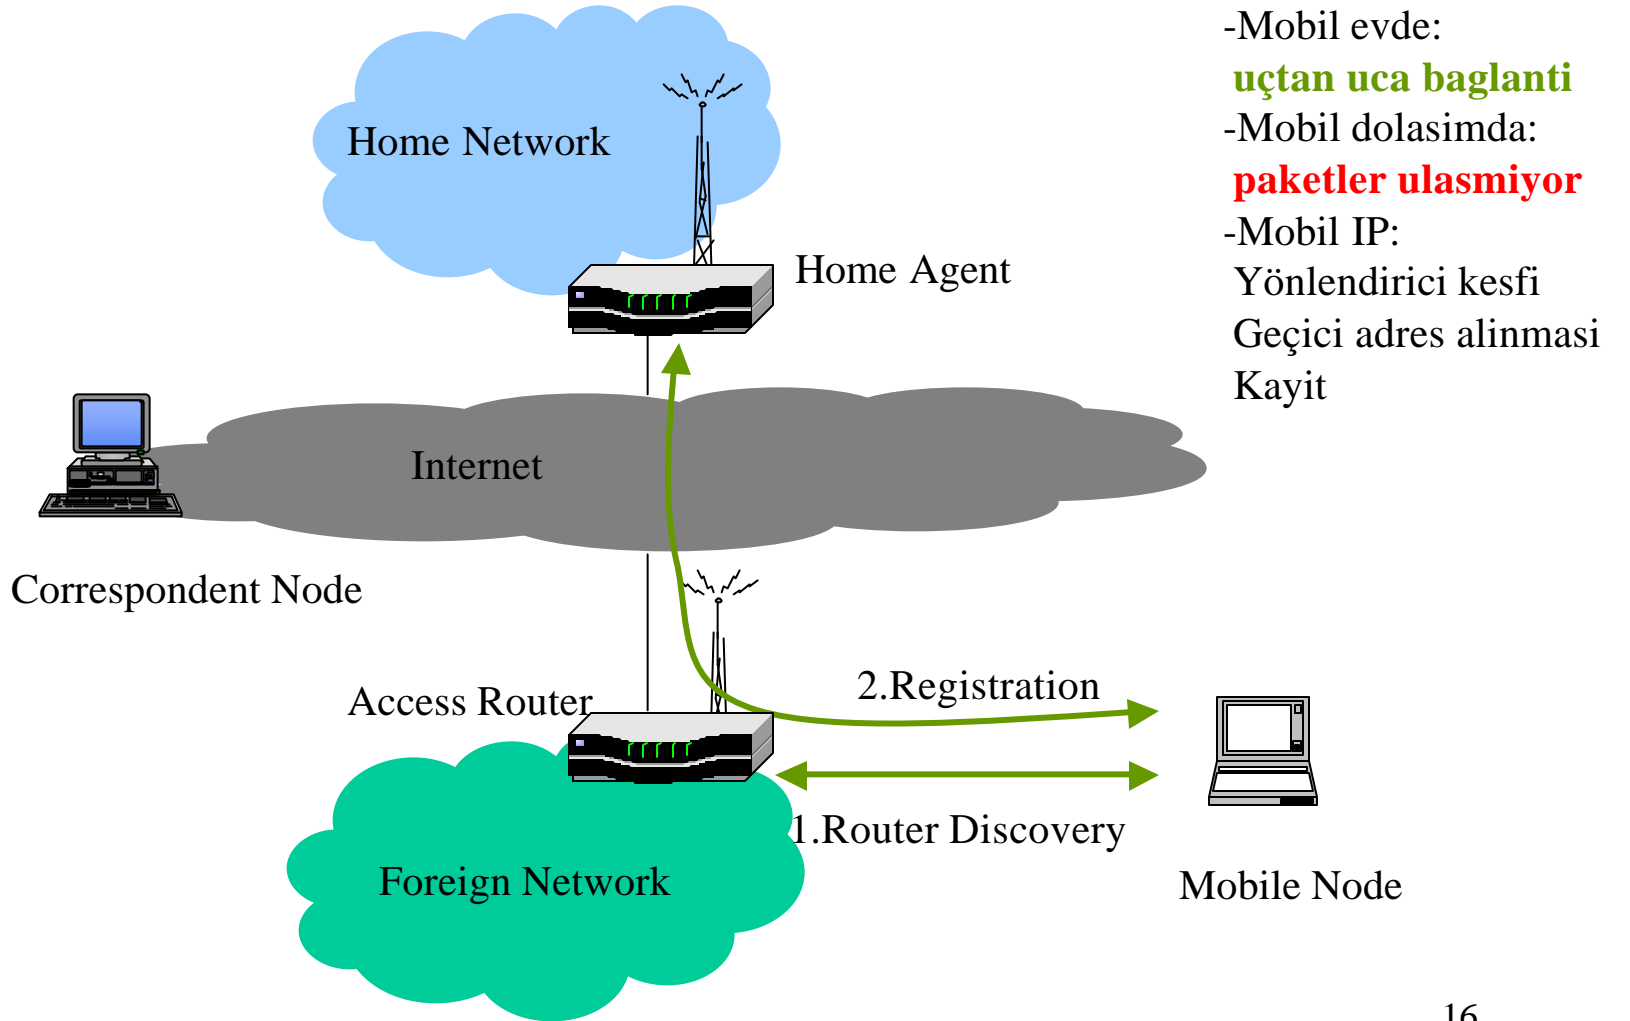 -Mobil evde:
uçtan uca baglanti
-Mobil dolasimda:
paketler ulasmiyor
-Mobil IP:
Yönlendirici kesfi
Geçici adres alinmasi
Kayit
Home Network
Home Agent
Internet
Correspondent Node
Access Router
2.Registration
1.Router Discovery
Foreign Network
Mobile Node
16